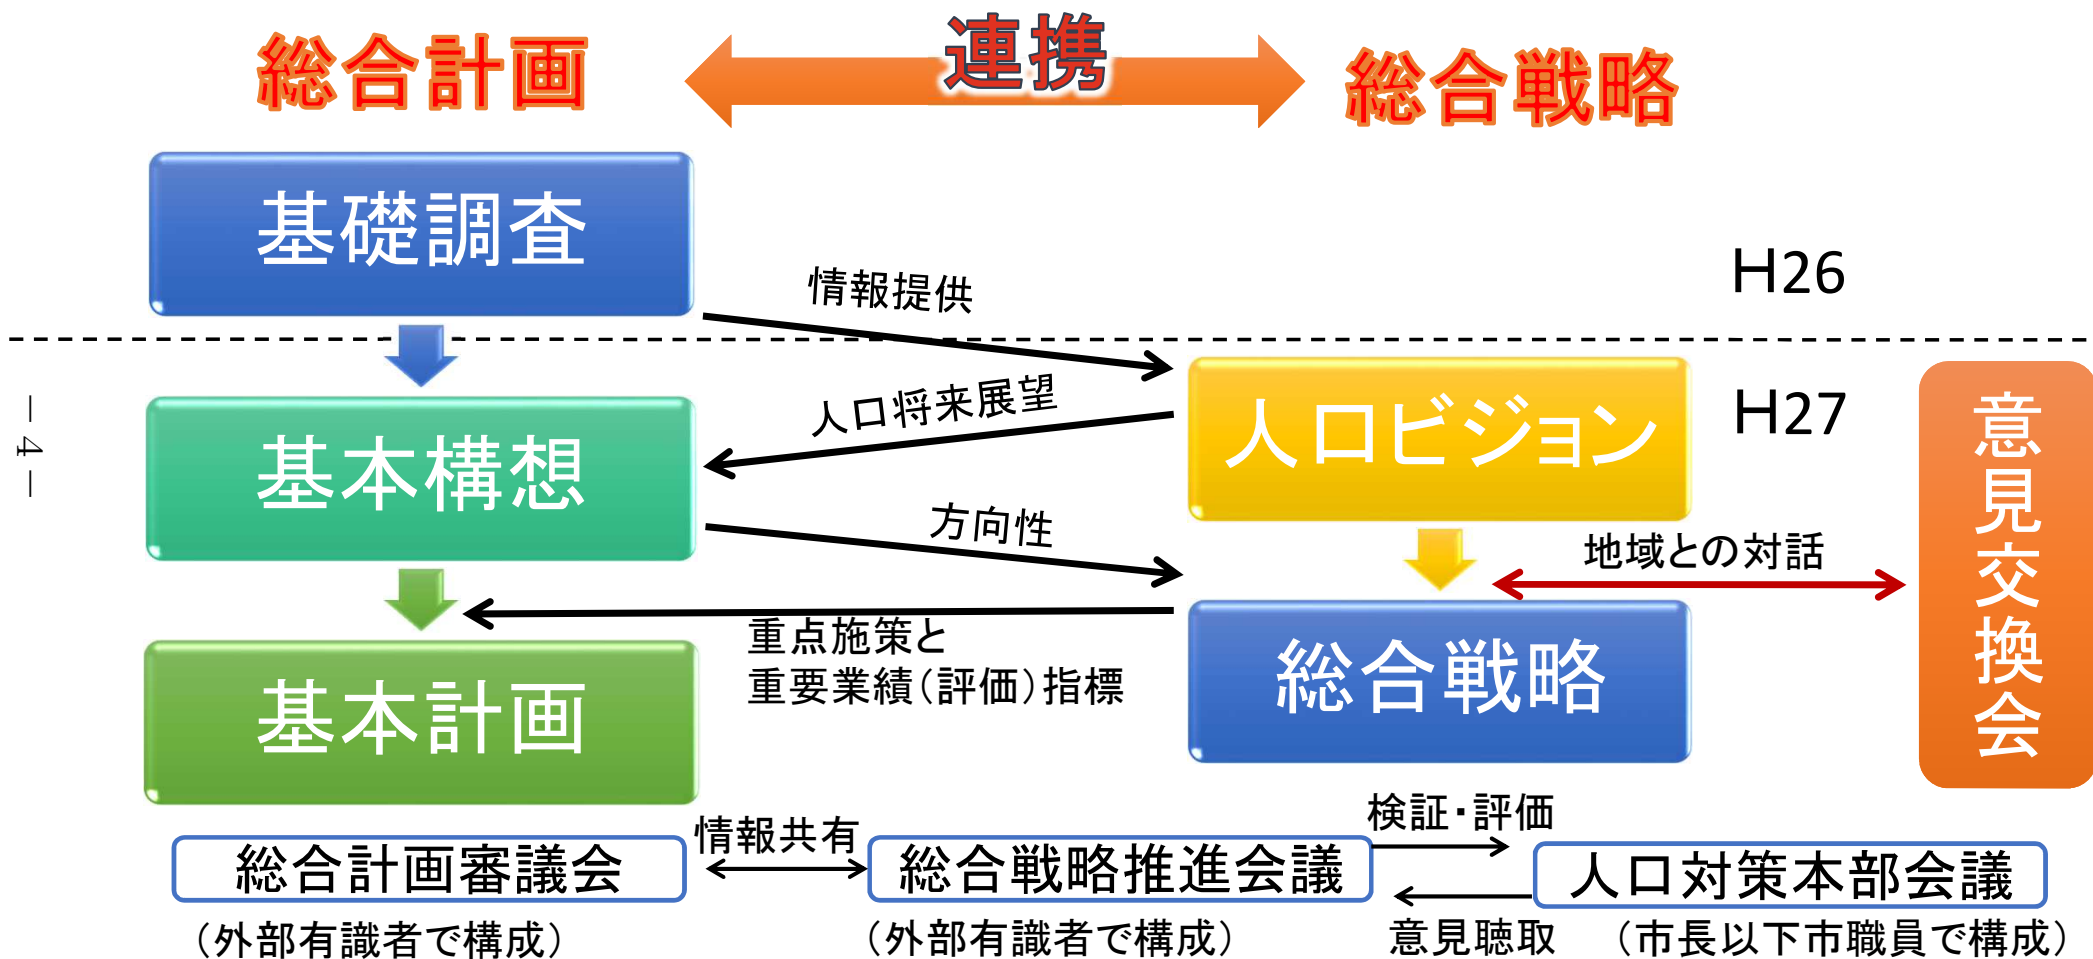 総合計画
連携
総合戦略
基礎調査
情報提供
H26
人口将来展望
人口ビジョン
H27
意見交換会
基本構想
方向性
地域との対話
重点施策と
重要業績(評価)指標
総合戦略
基本計画
情報共有
検証・評価
総合計画審議会
総合戦略推進会議
人口対策本部会議
(外部有識者で構成)
(外部有識者で構成)
意見聴取
(市長以下市職員で構成)
－4－